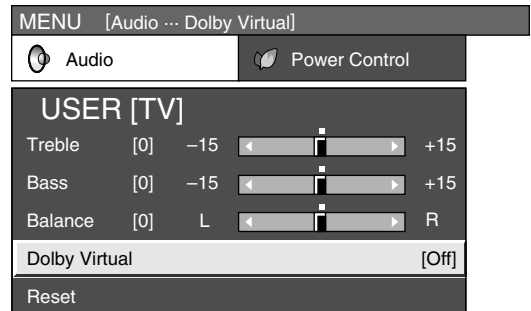 MENU [Audio ··· Dolby Virtual]
Audio Power Control
USER [TV]
Treble [0] –15 +15
Bass [0] –15 +15
Balance [0] L R
Dolby Virtual [Off]
Reset